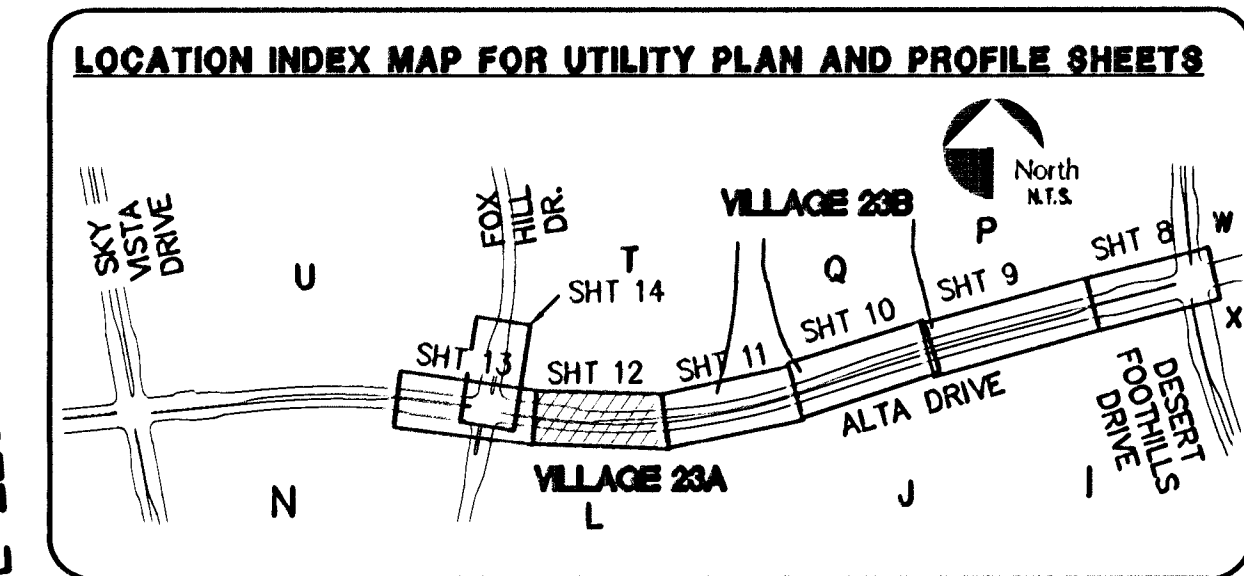 LOCATION INDEX MAP FOR UTILITY PLAN AND PROFILE SHEETS
North
N.T.S.
SKY
VISTA
DRIVE
FOX
HILL
DR.
VILLAGE 23B
U
T
Q
P
W
X
SHT 14
SHT 13
SHT 12
SHT 11
SHT 10
SHT 9
SHT 8
ALTA DRIVE
DESERT
FOOTHILLS
DRIVE
VILLAGE 23A
N
L
J
I